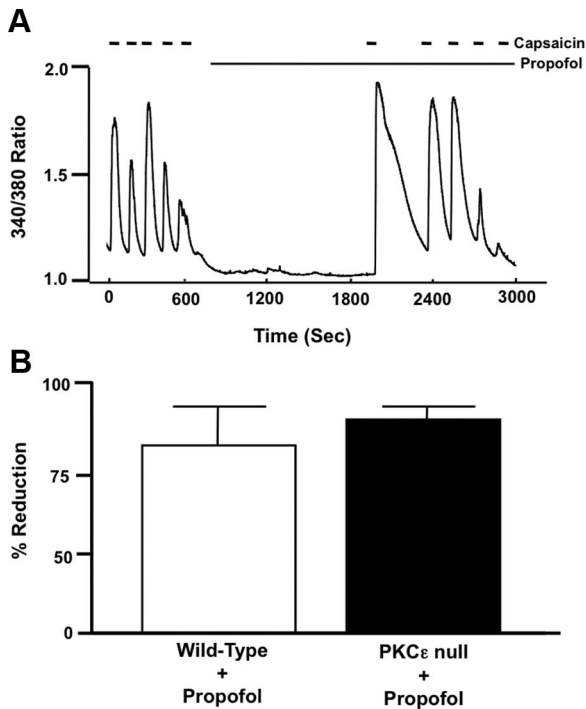 A
Capsaicin
Propofol
340/380 Ratio
2.0
1.5
1.0
0 600 1200 1800 2400 3000
Time (Sec)
B
% Reduction
100
75
50
0
Wild-Type
+
Propofol
PKCε null
+
Propofol